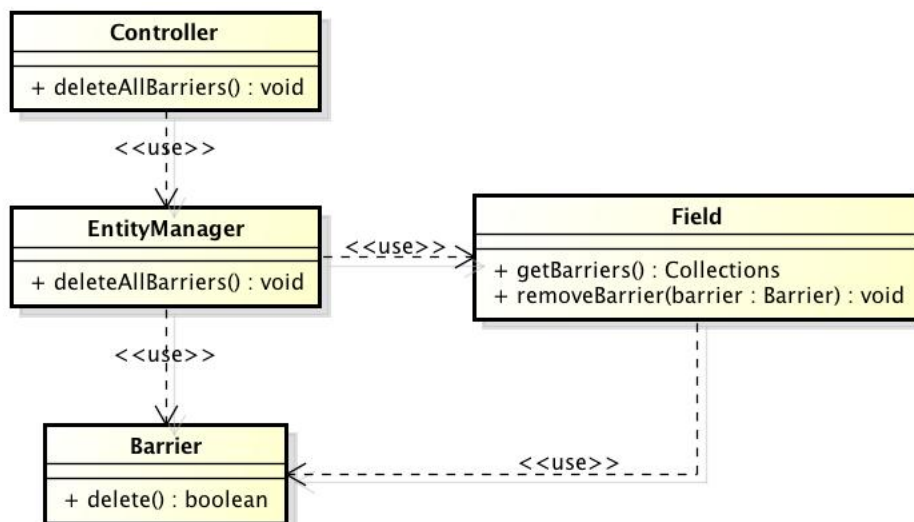 Controller
+ deleteAllBarriers() : void
<<use>>
EntityManager
+ deleteAllBarriers() : void
<<use>>
Field
+ getBarriers() : Collections
+ removeBarrier(barrier : Barrier) : void
<<use>>
Barrier
+ delete() : boolean
<<use>>